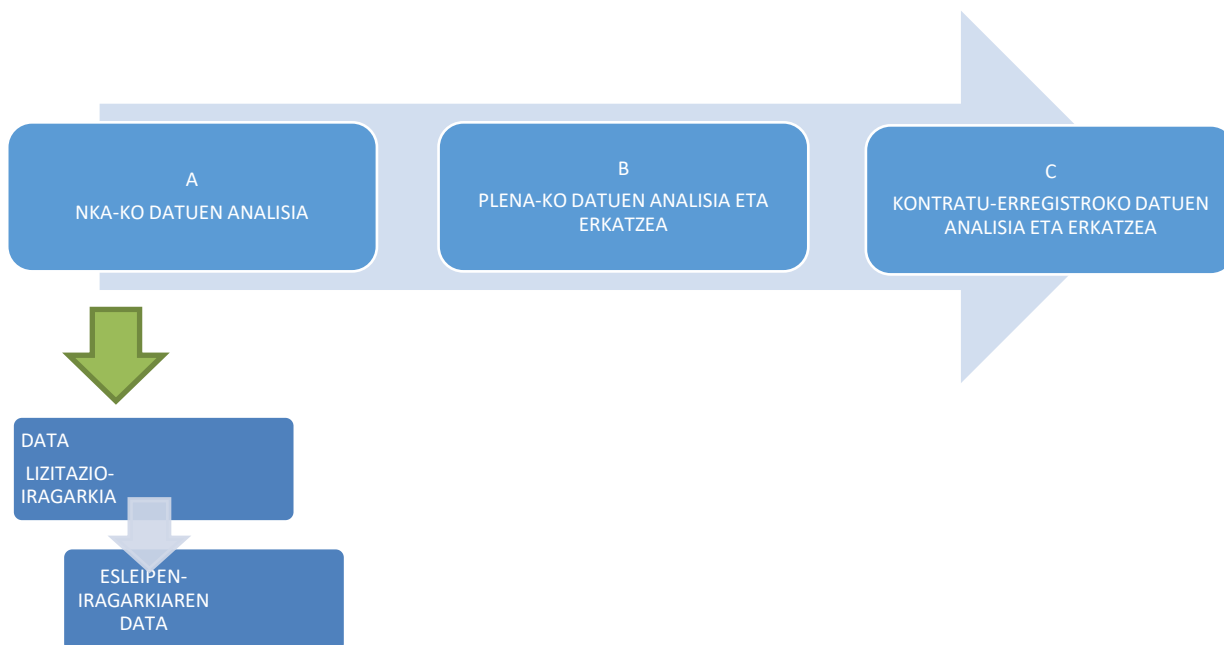 A
NKA-KO DATUEN ANALISIA
B
PLENA-KO DATUEN ANALISIA ETA
ERKATZEA
C
KONTRATU-ERREGISTROKO DATUEN
ANALISIA ETA ERKATZEA
DATA
LIZITAZIO-
IRAGARKIA
ESLEIPEN-
IRAGARKIAREN
DATA